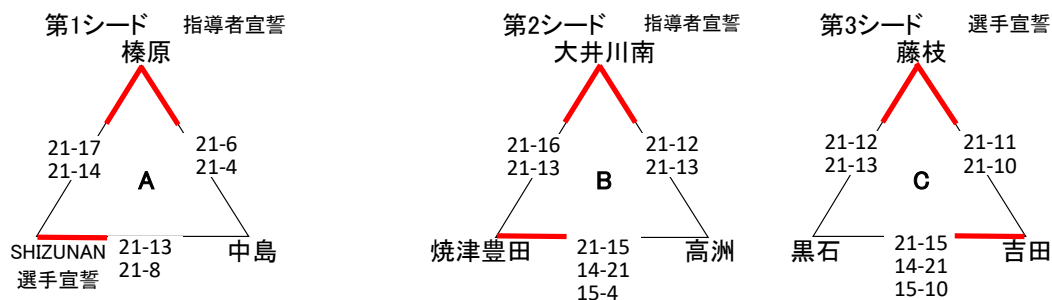 第1シード 指導者宣誓
榛原
21-17
21-14
21-6
21-4
A
SHIZUNAN
選手宣誓
21-13
21-8
中島
第2シード 指導者宣誓
大井川南
21-16
21-13
21-12
21-13
B
焼津豊田
21-15
14-21
15-4
高洲
第3シード 選手宣誓
藤枝
21-12
21-13
21-11
21-10
C
黒石
21-15
14-21
15-10
吉田